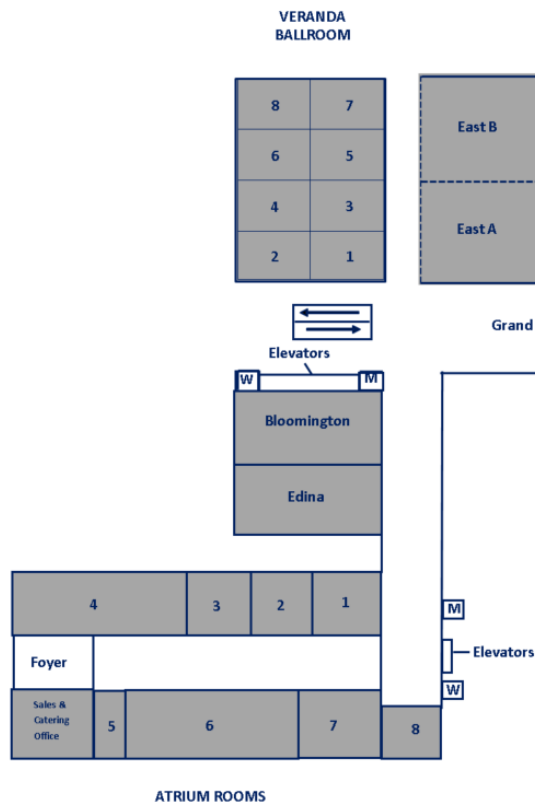 VERANDA
BALLROOM
8 7
6 5
4 3
2 1
East B
East A
Grand
Elevators
W M
Bloomington
Edina
4 3 2 1
M
Foyer
Elevators
W
Sales &
Catering
Office
5 6 7 8
ATRIUM ROOMS